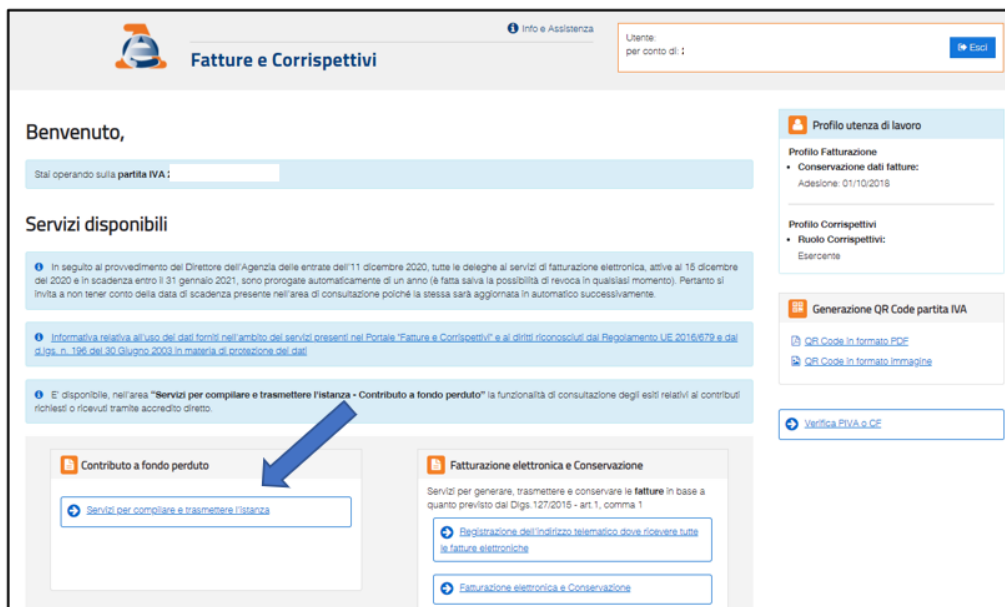 Info e Assistenza
Utente:
per conto di: :
Esci
Fatture e Corrispettivi
Benvenuto,
Stai operando sulla partita IVA :
Servizi disponibili
In seguito al provvedimento del Direttore dell'Agenzia delle entrate dell'11 dicembre 2020, tutte le deleghe ai servizi di fatturazione elettronica, attive al 15 dicembre
del 2020 e in scadenza entro il 31 gennaio 2021, sono prorogate automaticamente di un anno (è fatta salva la possibilità di revoca in qualsiasi momento). Pertanto si
invita a non tener conto della data di scadenza presente nell'area di consultazione poiché la stessa sarà aggiornata in automatico successivamente.
Informativa relativa all'uso dei dati forniti nell'ambito dei servizi presenti nel Portale "Fatture e Corrispettivi" e ai diritti riconosciuti dal Regolamento UE 2016/679 e dal
d.lgs. n. 196 del 30 Giugno 2003 in materia di protezione dei dati
E' disponibile, nell'area "Servizi per compilare e trasmettere l'istanza - Contributo a fondo perduto" la funzionalità di consultazione degli esiti relativi ai contributi
richiesti o ricevuti tramite accredito diretto.
Contributo a fondo perduto
Servizi per compilare e trasmettere l'istanza
Fatturazione elettronica e Conservazione
Servizi per generare, trasmettere e conservare le fatture in base a
quanto previsto dal Dlgs.127/2015 - art.1, comma 1
Registrazione dell'indirizzo telematico dove ricevere tutte
le fatture elettroniche
Fatturazione elettronica e Conservazione
Profilo utenza di lavoro
Profilo Fatturazione
• Conservazione dati fatture:
Adesione: 01/10/2018
Profilo Corrispettivi
• Ruolo Corrispettivi:
Esercente
Generazione QR Code partita IVA
QR Code in formato PDF
QR Code in formato immagine
Verifica PIVA o CF